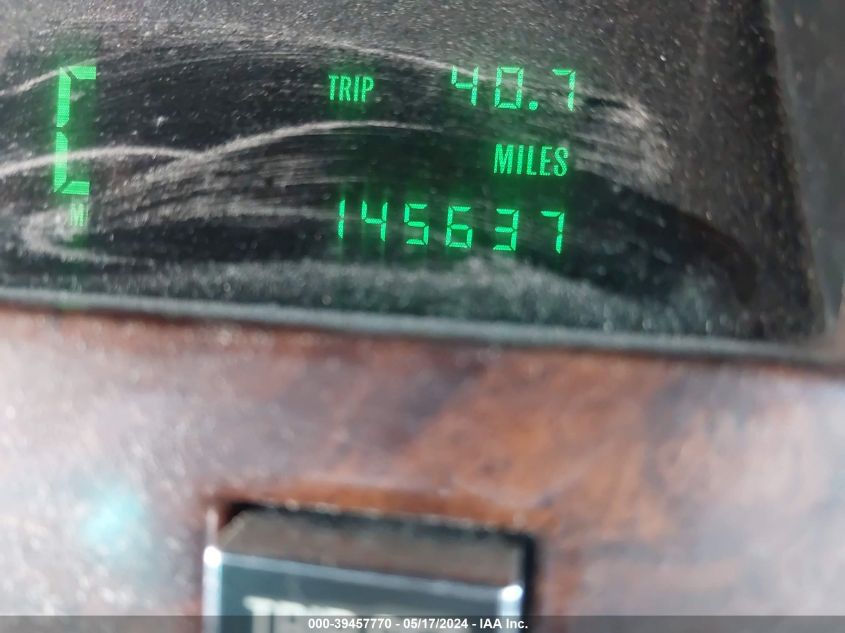 TRIP 40.7
MILES
145637
000-39457770 - 05/17/2024 - IAA Inc.